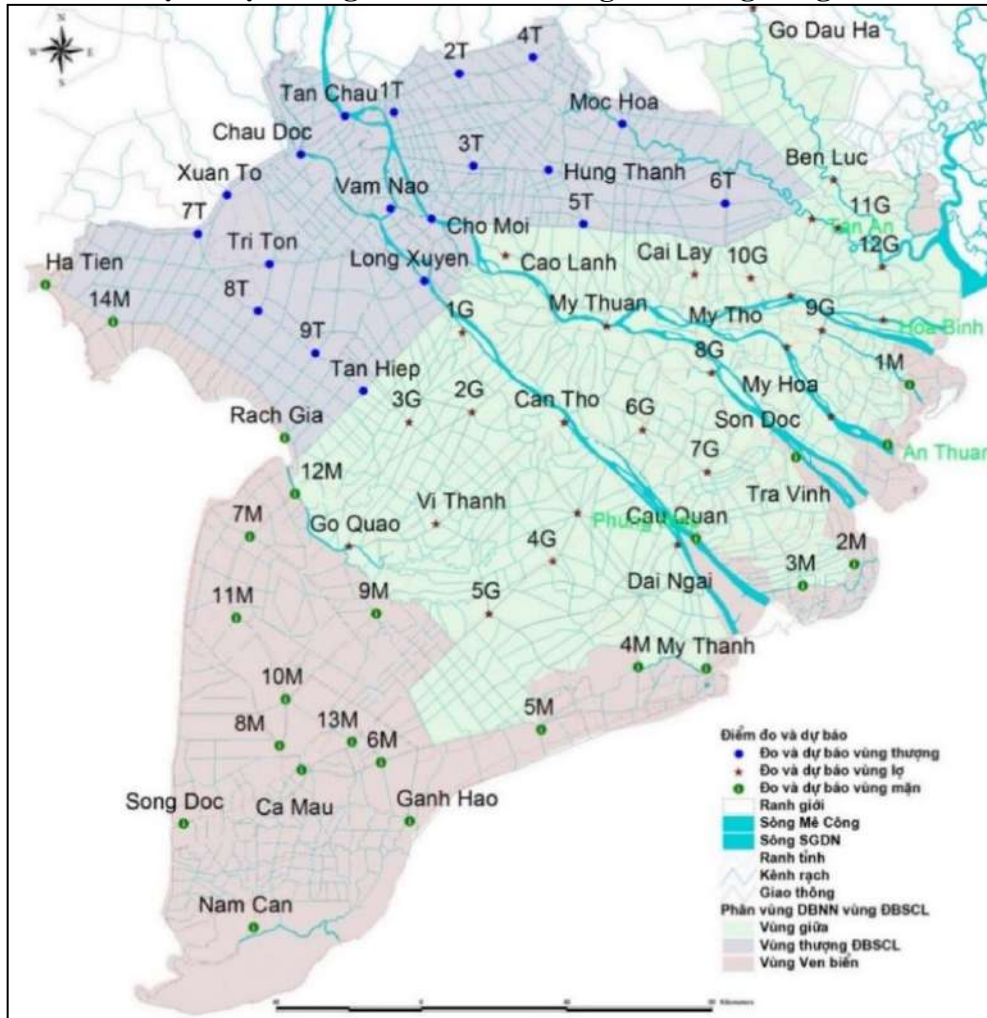 Go Dau Ha
4T
2T
Tan Chau
1T
Moc Hoa
Chau Doc
Ben Luc
Xuan To
3T
Hung Thanh
Vam Nao
6T
11G
7T
5T
Tan An
Cho Moi
Tri Ton
12G
Ha Tien
Long Xuyen
Cao Lanh
Cai Lay
10G
14M
8T
1G
My Thuan
My Tho
9G
Hoa Binh
9T
8G
1M
Tan Hiep
My Hoa
3G
2G
Can Tho
6G
Son Doc
Rach Gia
An Thuan
7G
12M
Tra Vinh
7M
Go Quao
Vi Thanh
Cau Quan
4G
2M
3M
Dai Ngai
11M
9M
5G
4M
My Thanh
10M
8M
13M
6M
5M
Song Doc
Ca Mau
Ganh Hao
Nam Can
Điểm đo và dự báo
Đo và dự báo vùng thượng
Đo và dự báo vùng lợ
Đo và dự báo vùng mặn
Ranh giới
Sông Mê Công
Sông SGDN
Ranh tỉnh
Kênh rạch
Giao thông
Phân vùng DBNN vùng ĐBSCL
Vùng giữa
Vùng thượng ĐBSCL
Vùng Ven biển
N
W
E
S
0
Kilometers